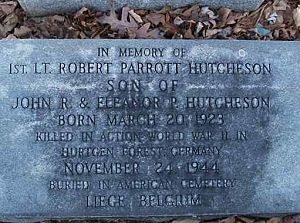 IN MEMORY OF
1ST. LT. ROBERT PARROTT HUTCHESON
SON OF
JOHN R. & ELEANOR P. HUTCHESON
BORN MARCH 20 1923
KILLED IN ACTION WORLD WAR II IN
HURTGEN FOREST GERMANY
NOVEMBER 24 1944
BURIED IN AMERICAN CEMETERY
LIEGE, BELGIUM